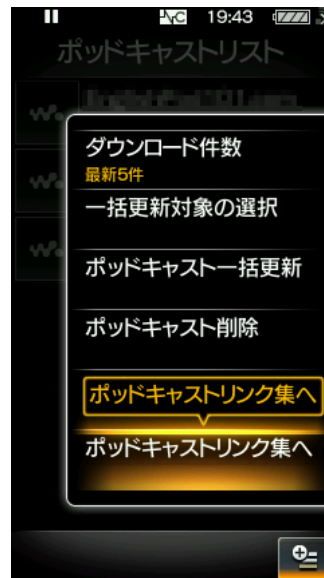 19:43
ポッドキャストリスト
ダウンロード件数
最新5件
一括更新対象の選択
ポッドキャスト一括更新
ポッドキャスト削除
ポッドキャストリンク集へ
ポッドキャストリンク集へ